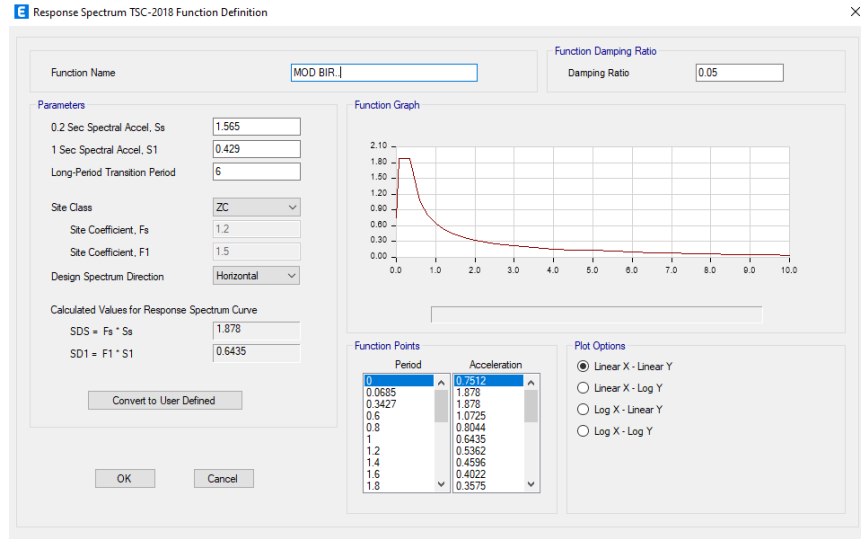 E Response Spectrum TSC-2018 Function Definition
Function Name MOD BIR..
Function Damping Ratio
Damping Ratio 0.05
Parameters
0.2 Sec Spectral Accel, Ss 1.565
1 Sec Spectral Accel, S1 0.429
Long-Period Transition Period 6
Site Class ZC
Site Coefficient, Fs 1.2
Site Coefficient, F1 1.5
Design Spectrum Direction Horizontal
Calculated Values for Response Spectrum Curve
SDS = Fs * Ss 1.878
SD1 = F1 * S1 0.6435
Convert to User Defined
OK Cancel
Function Graph
2.10
1.80
1.50
1.20
0.90
0.60
0.30
0.00
0.0 1.0 2.0 3.0 4.0 5.0 6.0 7.0 8.0 9.0 10.0
Function Points
Period Acceleration
0 0.7512
0.0685 1.878
0.3427 1.878
0.6 1.0725
0.8 0.8044
1 0.6435
1.2 0.5362
1.4 0.4596
1.6 0.4022
1.8 0.3575
Plot Options
Linear X - Linear Y
Linear X - Log Y
Log X - Linear Y
Log X - Log Y